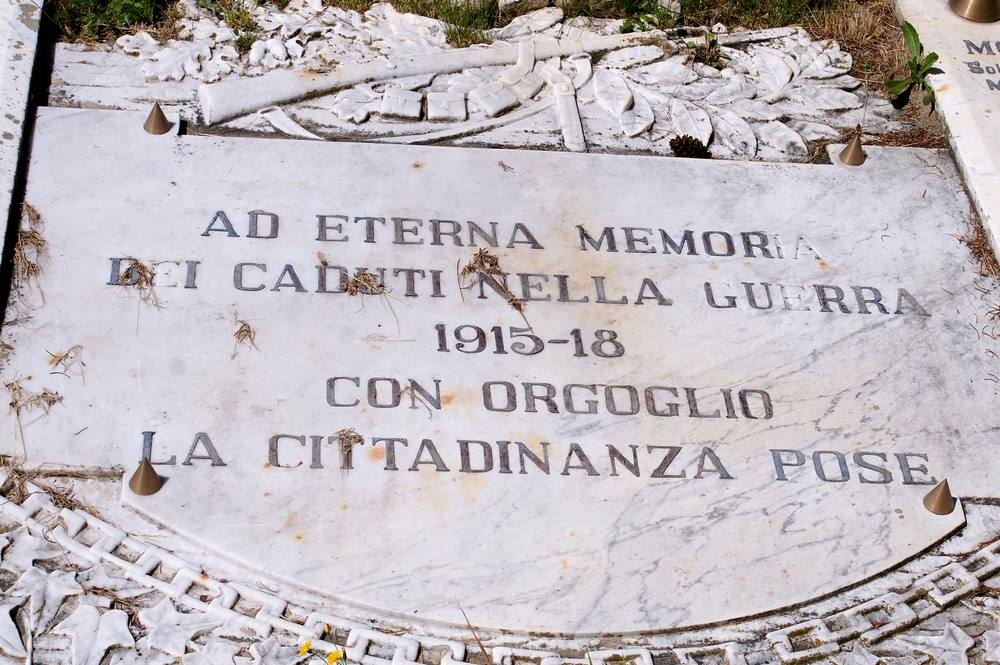 AD ETERNA MEMORIA
DEI CADUTI NELLA GUERRA
1915-18
CON ORGOGLIO
LA CITTADINANZA POSE